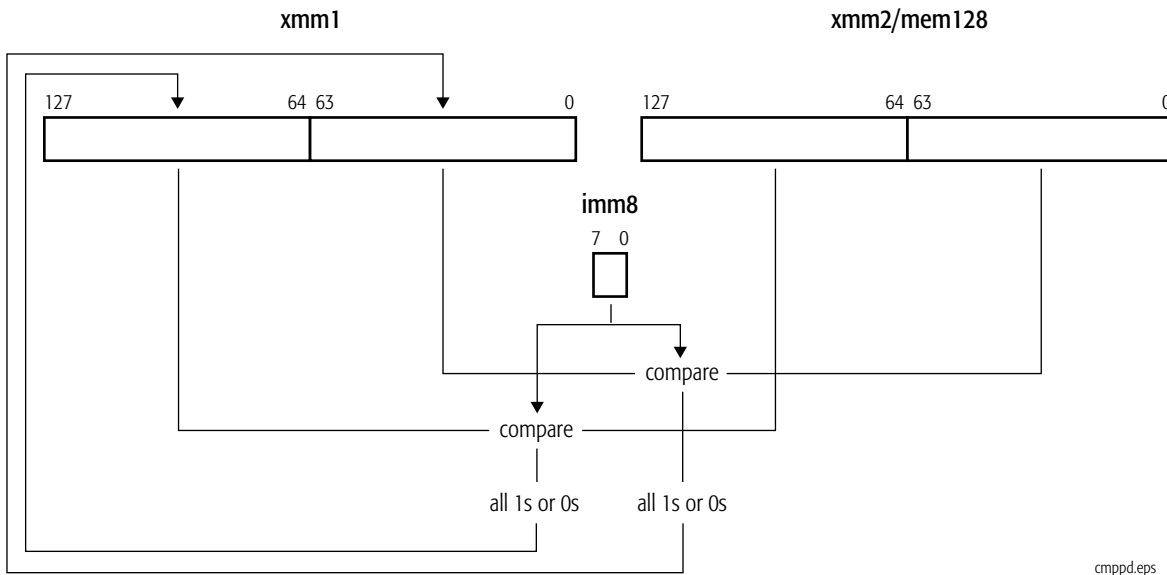 xmm1 xmm2/mem128
127 64 63 0 127 64 63 0
imm8
7 0
compare
compare
all 1s or 0s all 1s or 0s
cmppd.eps